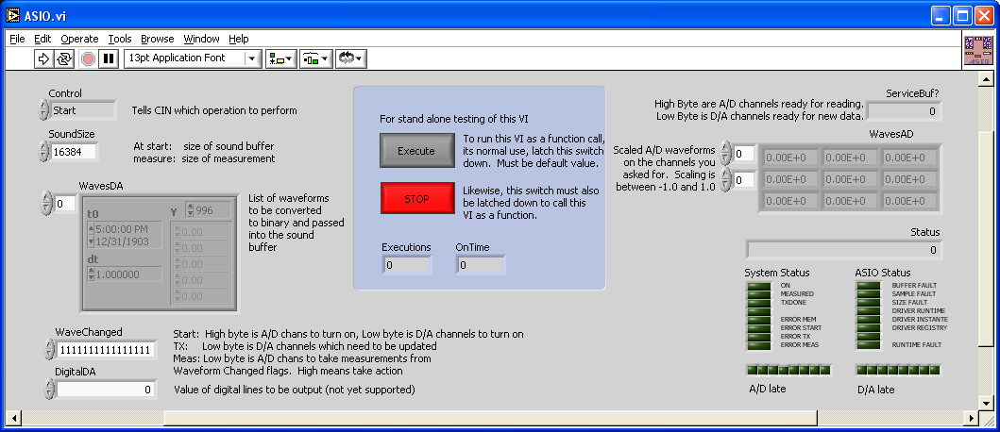 ASIO.vi
File Edit Operate Tools Browse Window Help
13pt Application Font
ASIO
Control
Start
Tells CIN which operation to perform
SoundSize
16384
At start: size of sound buffer
measure: size of measurement
WavesDA
0
t0
5:00:00 PM
12/31/1903
dt
1.000000
Y
996
0.00
0.00
0.00
0.00
0.00
List of waveforms
to be converted
to binary and passed
into the sound
buffer
WaveChanged
1111111111111111
Start: High byte is A/D chans to turn on, Low byte is D/A channels to turn on
TX: Low byte is D/A channels which need to be updated
Meas: Low byte is A/D chans to take measurements from
Waveform Changed flags. High means take action
DigitalDA
0
Value of digital lines to be output (not yet supported)
For stand alone testing of this VI
Execute
To run this VI as a function call,
its normal use, latch this switch
down. Must be default value.
STOP
Likewise, this switch must also
be latched down to call this
VI as a function.
Executions
0
OnTime
0
ServiceBuf?
High Byte are A/D channels ready for reading.
Low Byte is D/A channels ready for new data.
0
WavesAD
Scaled A/D waveforms
on the channels you
asked for. Scaling is
between -1.0 and 1.0
0
0
0.00E+0 0.00E+0 0.00E+0
0.00E+0 0.00E+0 0.00E+0
0.00E+0 0.00E+0 0.00E+0
Status
0
System Status
ON
MEASURED
TXDONE
ERROR MEM
ERROR START
ERROR TX
ERROR MEAS
A/D late
ASIO Status
BUFFER FAULT
SAMPLE FAULT
SIZE FAULT
DRIVER RUNTIME
DRIVER INSTANTE
DRIVER REGISTRY
RUNTIME FAULT
D/A late